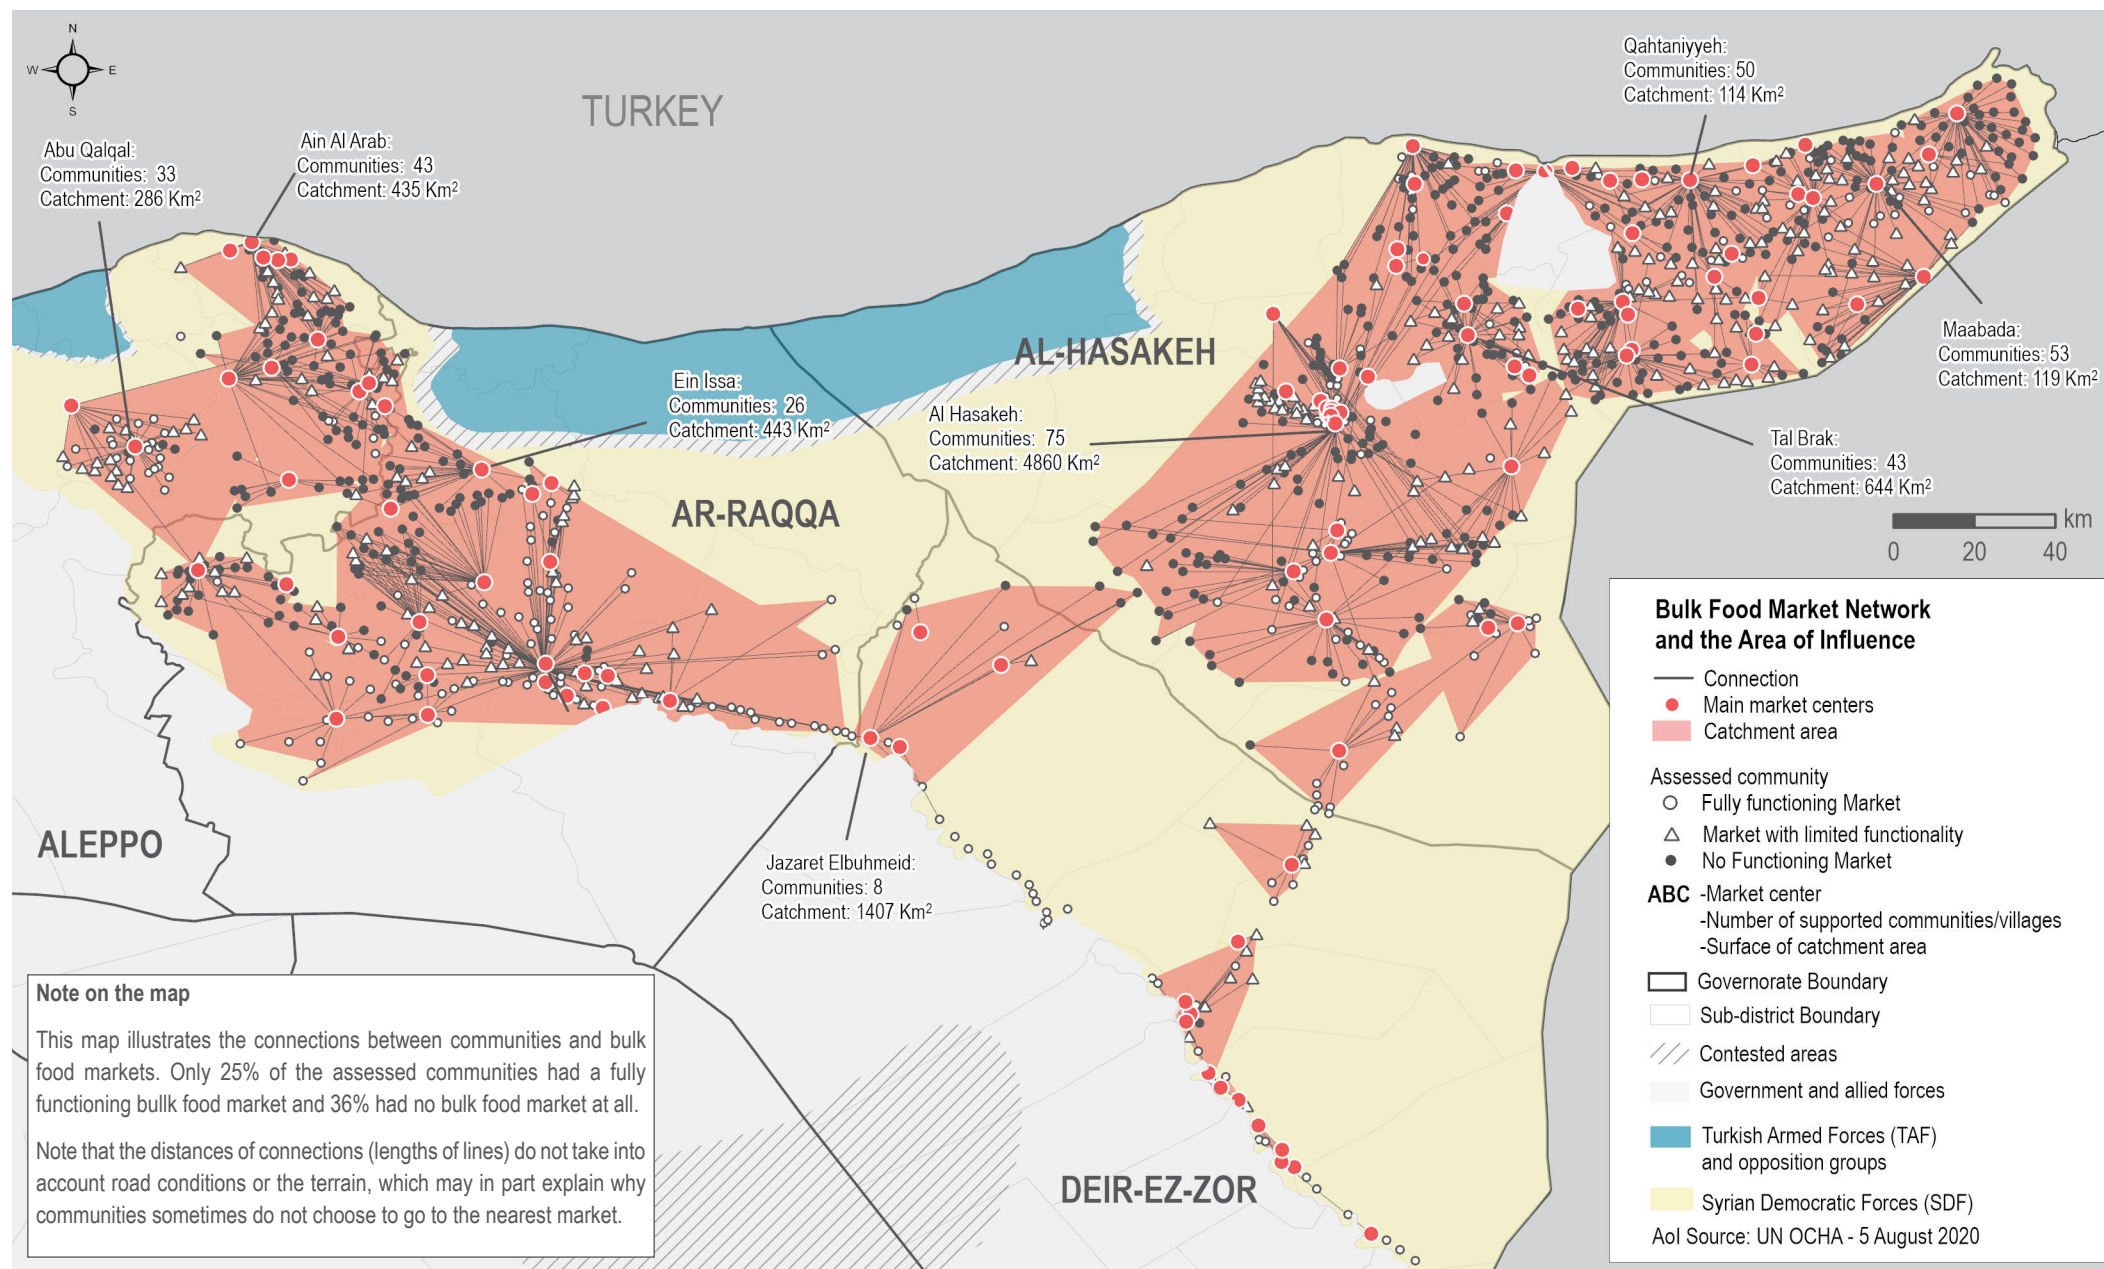 N
W
E
S
TURKEY
Qahtaniyyeh:
Communities: 50
Catchment: 114 Km²
Abu Qalqal:
Communities: 33
Catchment: 286 Km²
Ain Al Arab:
Communities: 43
Catchment: 435 Km²
AL-HASAKEH
Maabada:
Communities: 53
Catchment: 119 Km²
Ein Issa:
Communities: 26
Catchment: 443 Km²
Al Hasakeh:
Communities: 75
Catchment: 4860 Km²
Tal Brak:
Communities: 43
Catchment: 644 Km²
AR-RAQQA
km
0 20 40
ALEPPO
Jazaret Elbuhmeid:
Communities: 8
Catchment: 1407 Km²
DEIR-EZ-ZOR
Note on the map
This map illustrates the connections between communities and bulk
food markets. Only 25% of the assessed communities had a fully
functioning bullk food market and 36% had no bulk food market at all.
Note that the distances of connections (lengths of lines) do not take into
account road conditions or the terrain, which may in part explain why
communities sometimes do not choose to go to the nearest market.
Bulk Food Market Network
and the Area of Influence
Connection
Main market centers
Catchment area
Assessed community
Fully functioning Market
Market with limited functionality
No Functioning Market
ABC -Market center
-Number of supported communities/villages
-Surface of catchment area
Governorate Boundary
Sub-district Boundary
Contested areas
Government and allied forces
Turkish Armed Forces (TAF)
and opposition groups
Syrian Democratic Forces (SDF)
AoI Source: UN OCHA - 5 August 2020